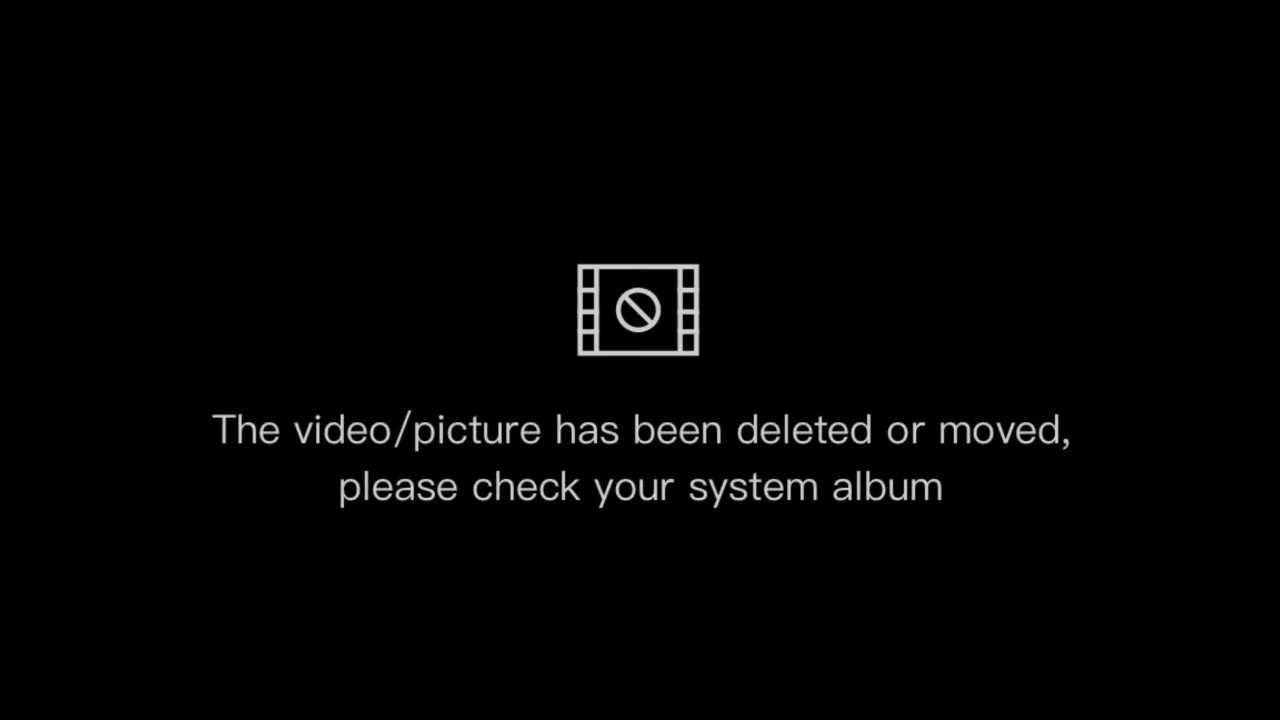 The video/picture has been deleted or moved,
please check your system album